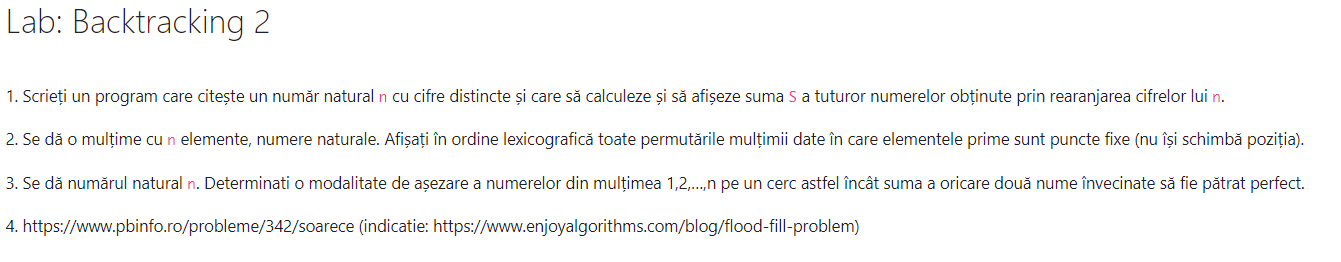 Lab: Backtracking 2
1. Scrieți un program care citește un număr natural n cu cifre distincte și care să calculeze și să afișeze suma S a tuturor numerelor obținute prin rearanjarea cifrelor lui n.
2. Se dă o mulțime cu n elemente, numere naturale. Afișați în ordine lexicografică toate permutările mulțimii date în care elementele prime sunt puncte fixe (nu își schimbă poziția).
3. Se dă numărul natural n. Determinati o modalitate de așezare a numerelor din mulțimea 1,2,...,n pe un cerc astfel încât suma a oricare două nume învecinate să fie pătrat perfect.
4. https://www.pbinfo.ro/probleme/342/soarece (indicatie: https://www.enjoyalgorithms.com/blog/flood-fill-problem)